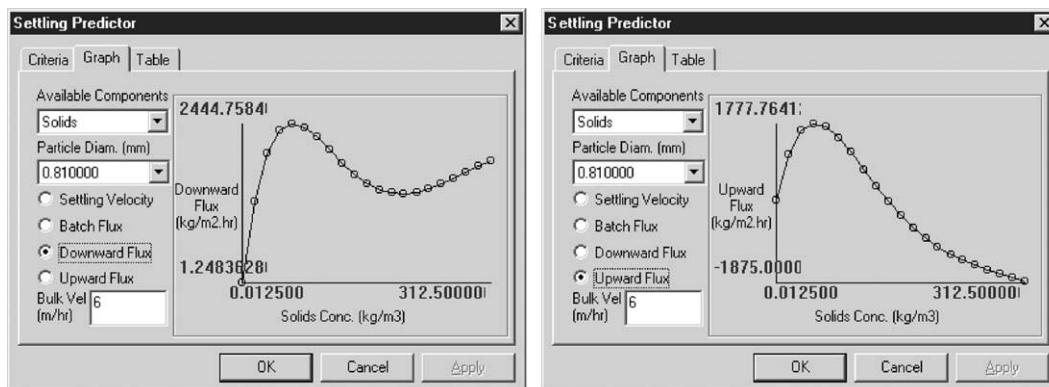 Settling Predictor
Criteria Graph Table
Available Components
Solids
Particle Diam. (mm)
0.810000
Settling Velocity
Batch Flux
Downward Flux
Upward Flux
Bulk Vel
(m/hr)
6
2444.7584
Downward
Flux
(kg/m2.hr)
1.2483628
0.012500 312.50000
Solids Conc. (kg/m3)
OK Cancel Apply
Settling Predictor
Criteria Graph Table
Available Components
Solids
Particle Diam. (mm)
0.810000
Settling Velocity
Batch Flux
Downward Flux
Upward Flux
Bulk Vel
(m/hr)
6
1777.7641
Upward
Flux
(kg/m2.hr)
-1875.0000
0.012500 312.50000
Solids Conc. (kg/m3)
OK Cancel Apply